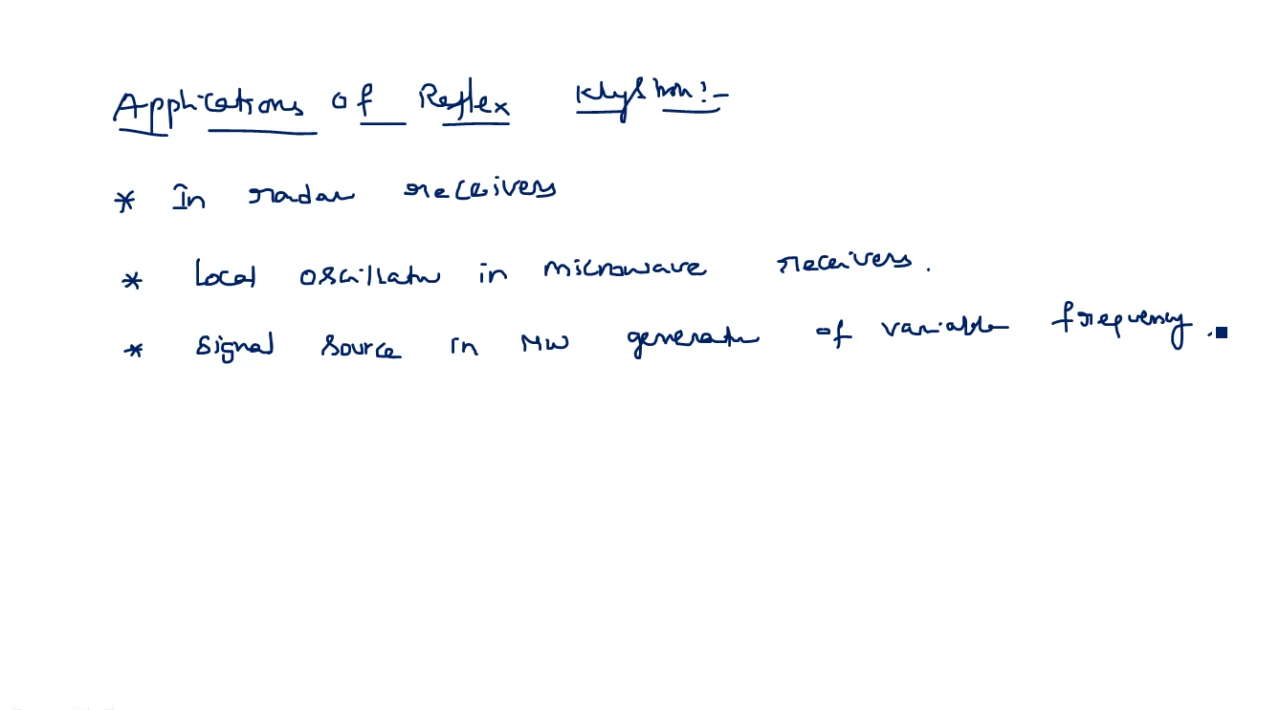 Applications of Reflex Klystron:-
* In radar receivers
* Local oscillator in microwave receivers.
* Signal source in MW generator of variable frequency.